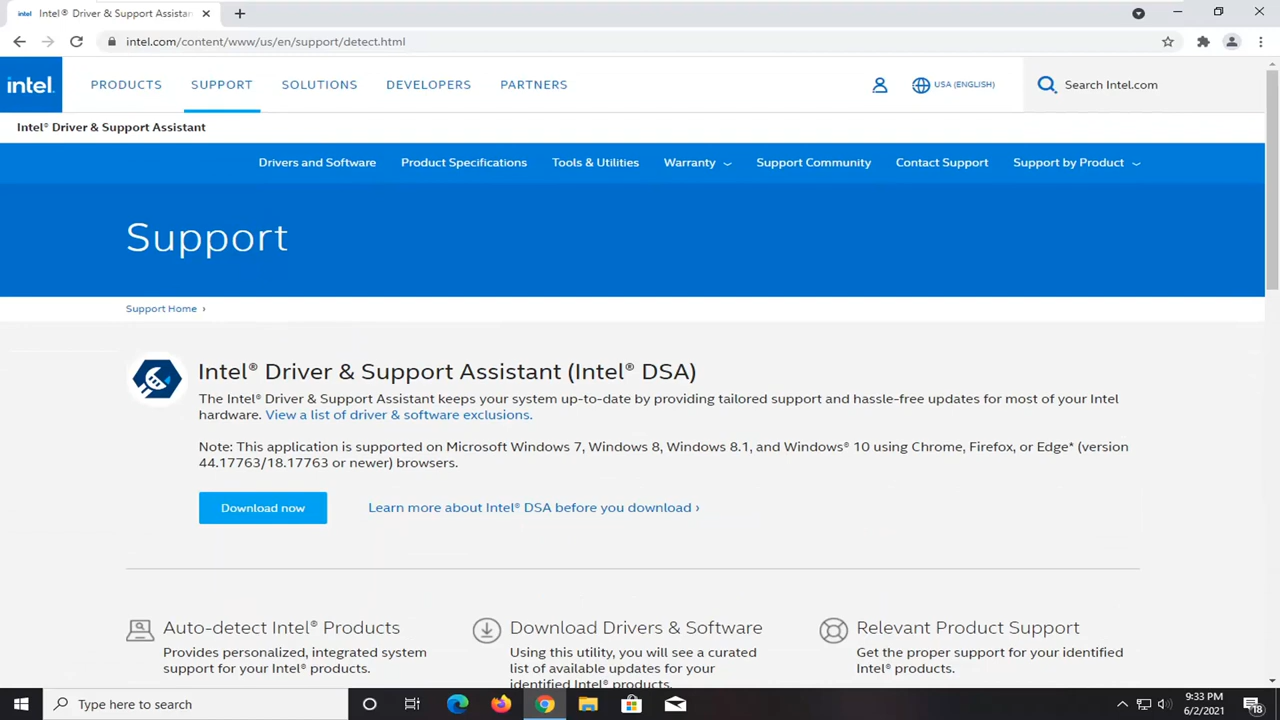 intel Intel® Driver & Support Assistan
intel.com/content/www/us/en/support/detect.html
intel. PRODUCTS SUPPORT SOLUTIONS DEVELOPERS PARTNERS USA (ENGLISH) Search Intel.com
Intel® Driver & Support Assistant
Drivers and Software Product Specifications Tools & Utilities Warranty Support Community Contact Support Support by Product
Support
Support Home ›
Intel® Driver & Support Assistant (Intel® DSA)
The Intel® Driver & Support Assistant keeps your system up-to-date by providing tailored support and hassle-free updates for most of your Intel
hardware. View a list of driver & software exclusions.
Note: This application is supported on Microsoft Windows 7, Windows 8, Windows 8.1, and Windows® 10 using Chrome, Firefox, or Edge* (version
44.17763/18.17763 or newer) browsers.
Download now Learn more about Intel® DSA before you download ›
Auto-detect Intel® Products
Provides personalized, integrated system
support for your Intel® products.
Download Drivers & Software
Using this utility, you will see a curated
list of available updates for your
identified Intel® products.
Relevant Product Support
Get the proper support for your identified
Intel® products.
Type here to search
9:33 PM
6/2/2021
18